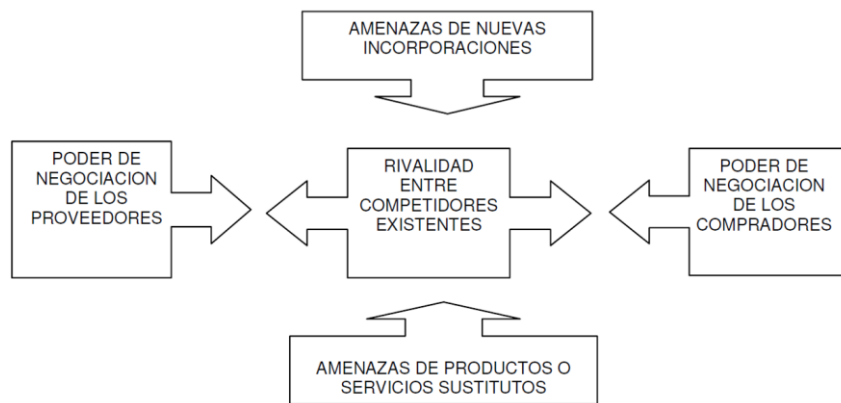 AMENAZAS DE NUEVAS
INCORPORACIONES
PODER DE
NEGOCIACION
DE LOS
PROVEEDORES
RIVALIDAD
ENTRE
COMPETIDORES
EXISTENTES
PODER DE
NEGOCIACION
DE LOS
COMPRADORES
AMENAZAS DE PRODUCTOS O
SERVICIOS SUSTITUTOS